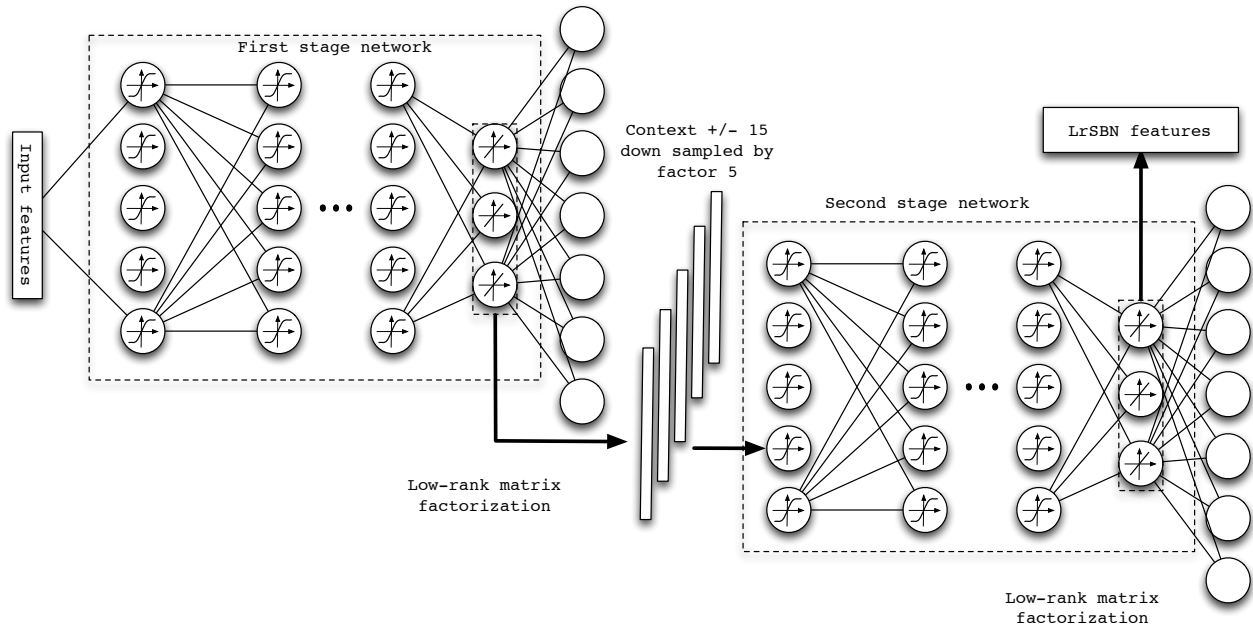 First stage network
Input features
Context +/- 15
down sampled by
factor 5
LrSBN features
Second stage network
Low-rank matrix
factorization
Low-rank matrix
factorization